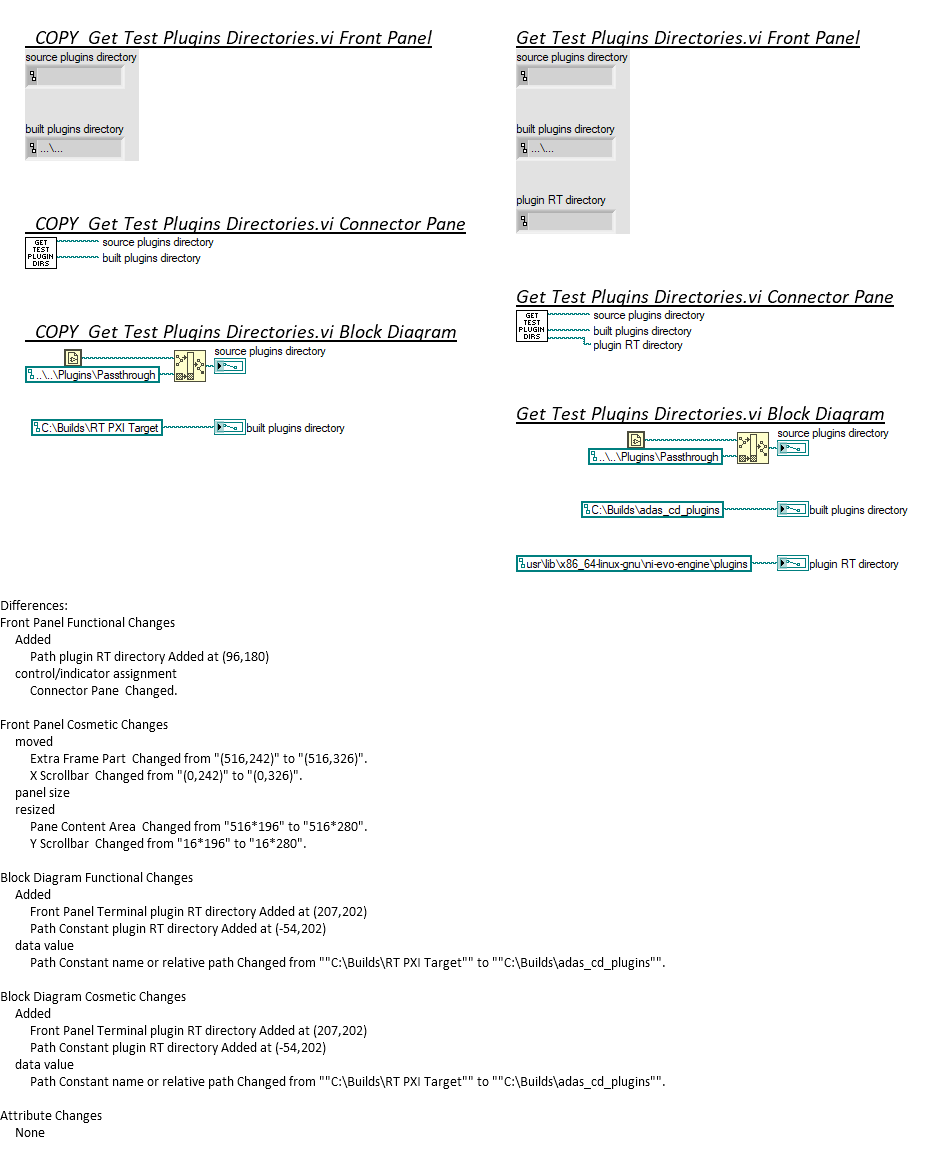 _COPY_Get Test Plugins Directories.vi Front Panel
source plugins directory
built plugins directory
...\...
_COPY_Get Test Plugins Directories.vi Connector Pane
GET
TEST
PLUGIN
DIRS
source plugins directory
built plugins directory
_COPY_Get Test Plugins Directories.vi Block Diagram
source plugins directory
..\..\Plugins\Passthrough
C:\Builds\RT PXI Target
built plugins directory
Get Test Plugins Directories.vi Front Panel
source plugins directory
built plugins directory
...\...
plugin RT directory
Get Test Plugins Directories.vi Connector Pane
GET
TEST
PLUGIN
DIRS
source plugins directory
built plugins directory
plugin RT directory
Get Test Plugins Directories.vi Block Diagram
source plugins directory
..\..\Plugins\Passthrough
C:\Builds\adas_cd_plugins
built plugins directory
usr\lib\x86_64-linux-gnu\ni-evo-engine\plugins
plugin RT directory
Differences:
Front Panel Functional Changes
Added
Path plugin RT directory Added at (96,180)
control/indicator assignment
Connector Pane  Changed.
Front Panel Cosmetic Changes
moved
Extra Frame Part  Changed from "(516,242)" to "(516,326)".
X Scrollbar  Changed from "(0,242)" to "(0,326)".
panel size
resized
Pane Content Area  Changed from "516*196" to "516*280".
Y Scrollbar  Changed from "16*196" to "16*280".
Block Diagram Functional Changes
Added
Front Panel Terminal plugin RT directory Added at (207,202)
Path Constant plugin RT directory Added at (-54,202)
data value
Path Constant name or relative path Changed from ""C:\Builds\RT PXI Target"" to ""C:\Builds\adas_cd_plugins"".
Block Diagram Cosmetic Changes
Added
Front Panel Terminal plugin RT directory Added at (207,202)
Path Constant plugin RT directory Added at (-54,202)
data value
Path Constant name or relative path Changed from ""C:\Builds\RT PXI Target"" to ""C:\Builds\adas_cd_plugins"".
Attribute Changes
None